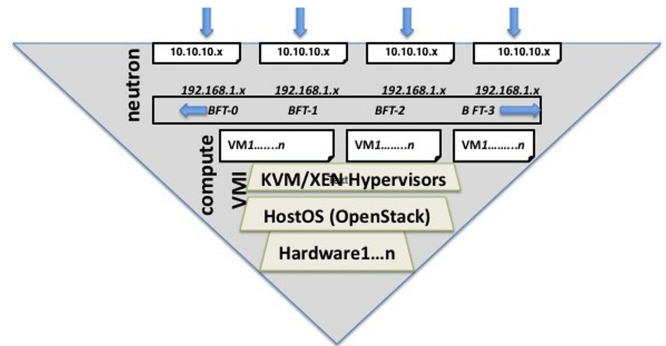 10.10.10.x 10.10.10.x 10.10.10.x 10.10.10.x
neutron
192.168.1.x 192.168.1.x 192.168.1.x 192.168.1.x
BFT-0 BFT-1 BFT-2 B FT-3
VM1.......n VM1........n VM1........n
compute
VMI
KVM/XEN Hypervisors
HostOS (OpenStack)
Hardware1...n